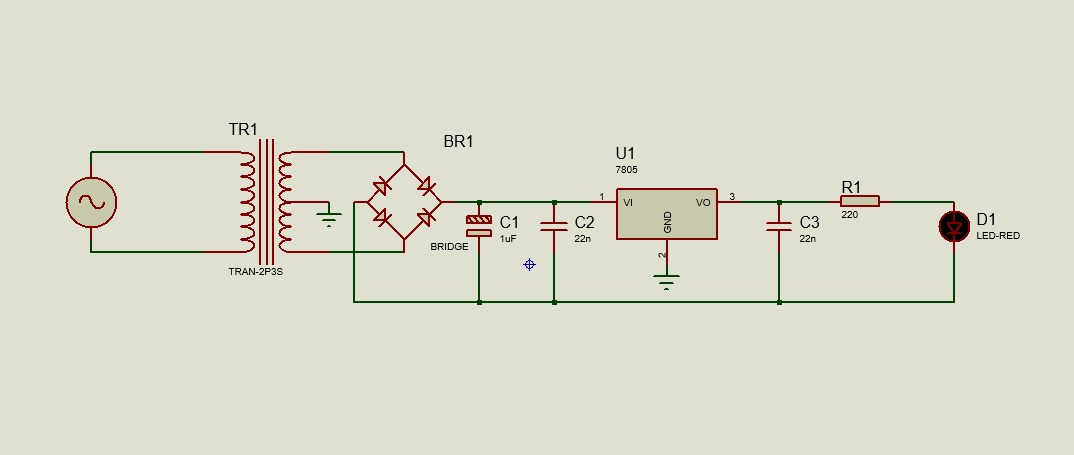 TR1
TRAN-2P3S
BR1
BRIDGE
C1
1uF
C2
22n
U1
7805
1
VI
VO
3
GND
2
C3
22n
R1
220
D1
LED-RED